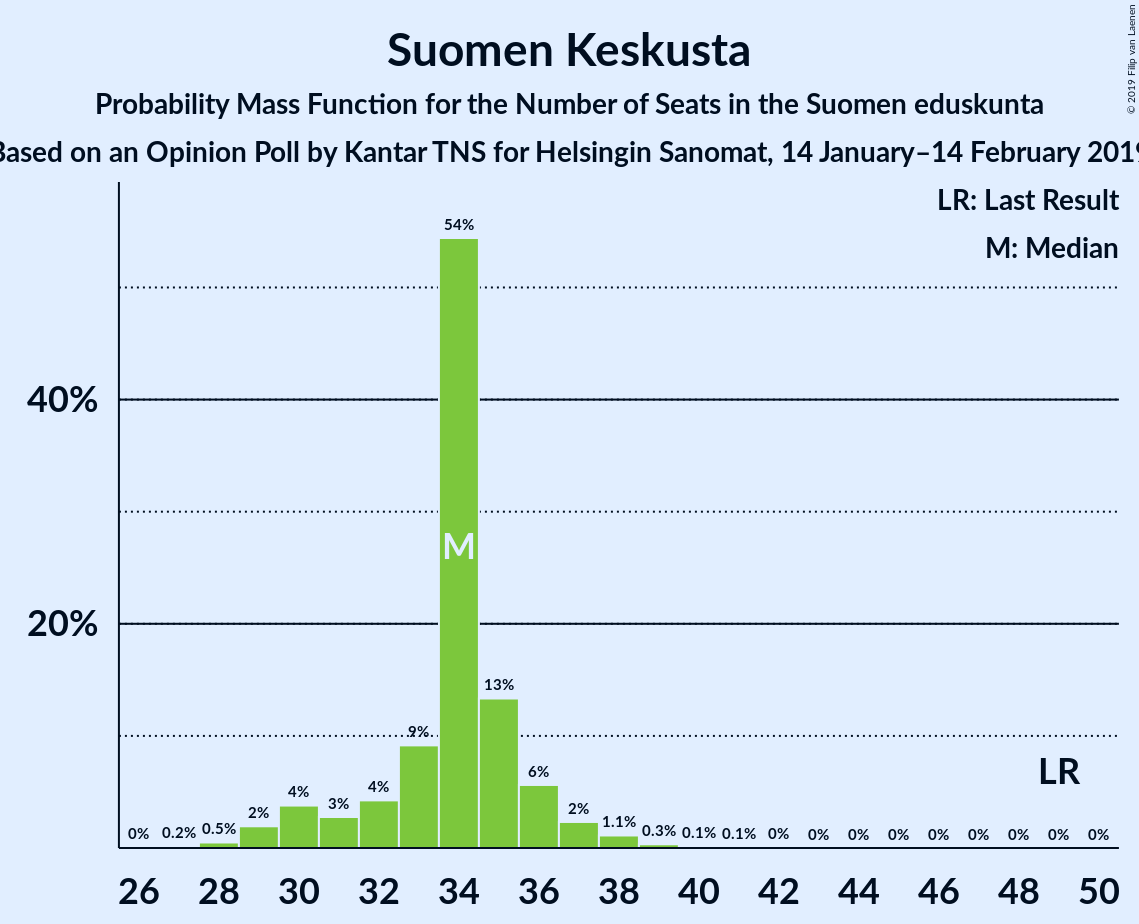 Suomen Keskusta
Probability Mass Function for the Number of Seats in the Suomen eduskunta
Based on an Opinion Poll by Kantar TNS for Helsingin Sanomat, 14 January–14 February 2019
© 2019 Filip van Laenen
LR: Last Result
M: Median
54%
40%
M
20%
13%
9%
LR
6%
4%
4%
3%
2%
2%
0% 0.2% 0.5% 1.1% 0.3% 0.1% 0.1% 0% 0% 0% 0% 0% 0% 0% 0% 0%
26 28 30 32 34 36 38 40 42 44 46 48 50